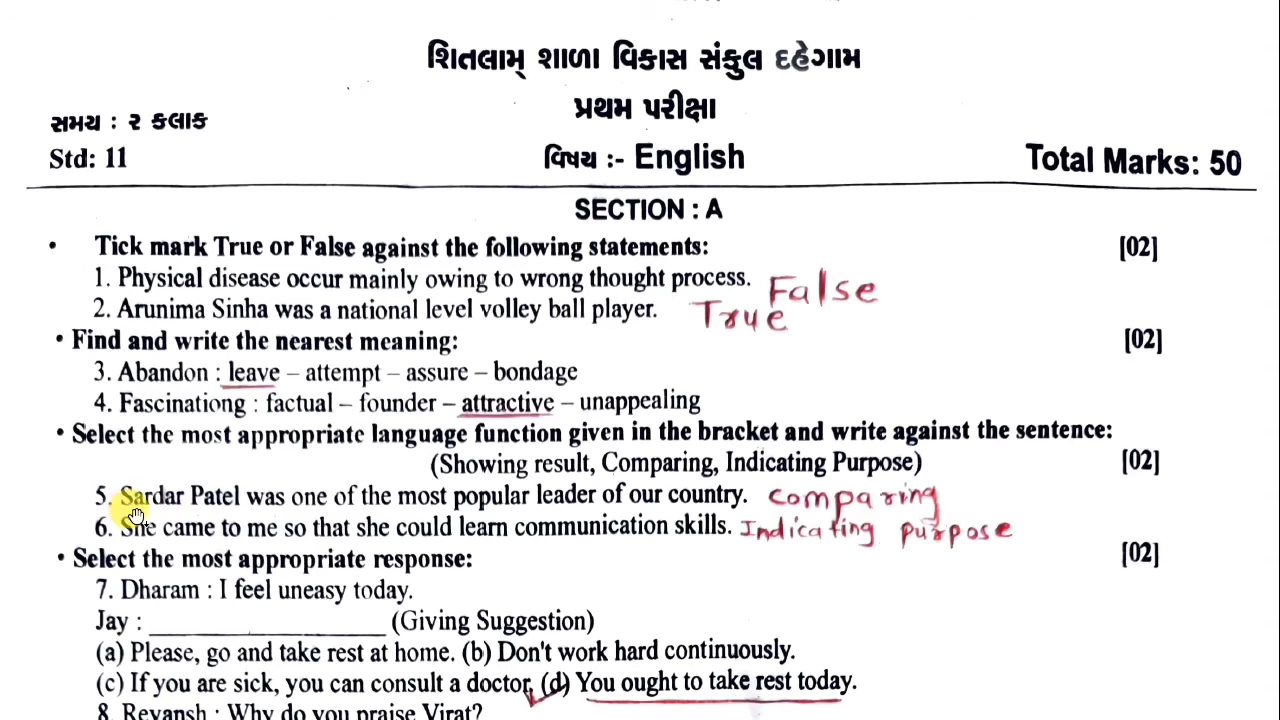 શિતલામ્ શાળા વિકાસ સંકુલ દહેગામ
પ્રથમ પરીક્ષા
સમય : ૨ કલાક
Std: 11 વિષય :- English Total Marks: 50
SECTION : A
• Tick mark True or False against the following statements: [02]
1. Physical disease occur mainly owing to wrong thought process. False
2. Arunima Sinha was a national level volley ball player. True
• Find and write the nearest meaning: [02]
3. Abandon : leave – attempt – assure – bondage
4. Fascinationg : factual – founder – attractive – unappealing
• Select the most appropriate language function given in the bracket and write against the sentence:
(Showing result, Comparing, Indicating Purpose) [02]
5. Sardar Patel was one of the most popular leader of our country. comparing
6. She came to me so that she could learn communication skills. Indicating purpose
• Select the most appropriate response: [02]
7. Dharam : I feel uneasy today.
Jay : __________________ (Giving Suggestion)
(a) Please, go and take rest at home. (b) Don't work hard continuously.
(c) If you are sick, you can consult a doctor, (d) You ought to take rest today.
8. Revansh : Why do you praise Virat?